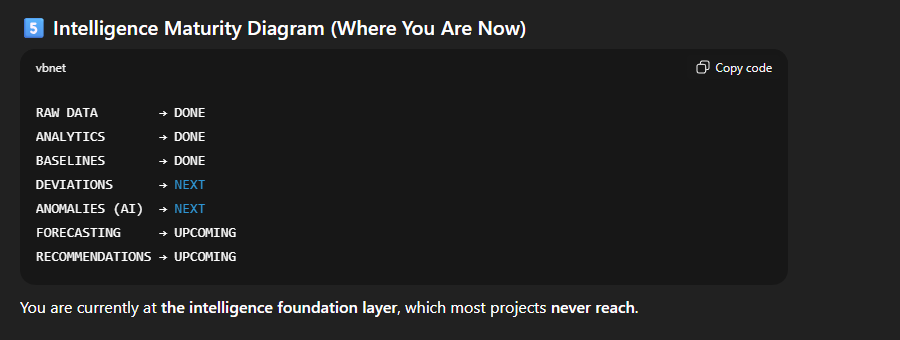 5 Intelligence Maturity Diagram (Where You Are Now)
vbnet Copy code
RAW DATA → DONE
ANALYTICS → DONE
BASELINES → DONE
DEVIATIONS → NEXT
ANOMALIES (AI) → NEXT
FORECASTING → UPCOMING
RECOMMENDATIONS → UPCOMING
You are currently at the intelligence foundation layer, which most projects never reach.